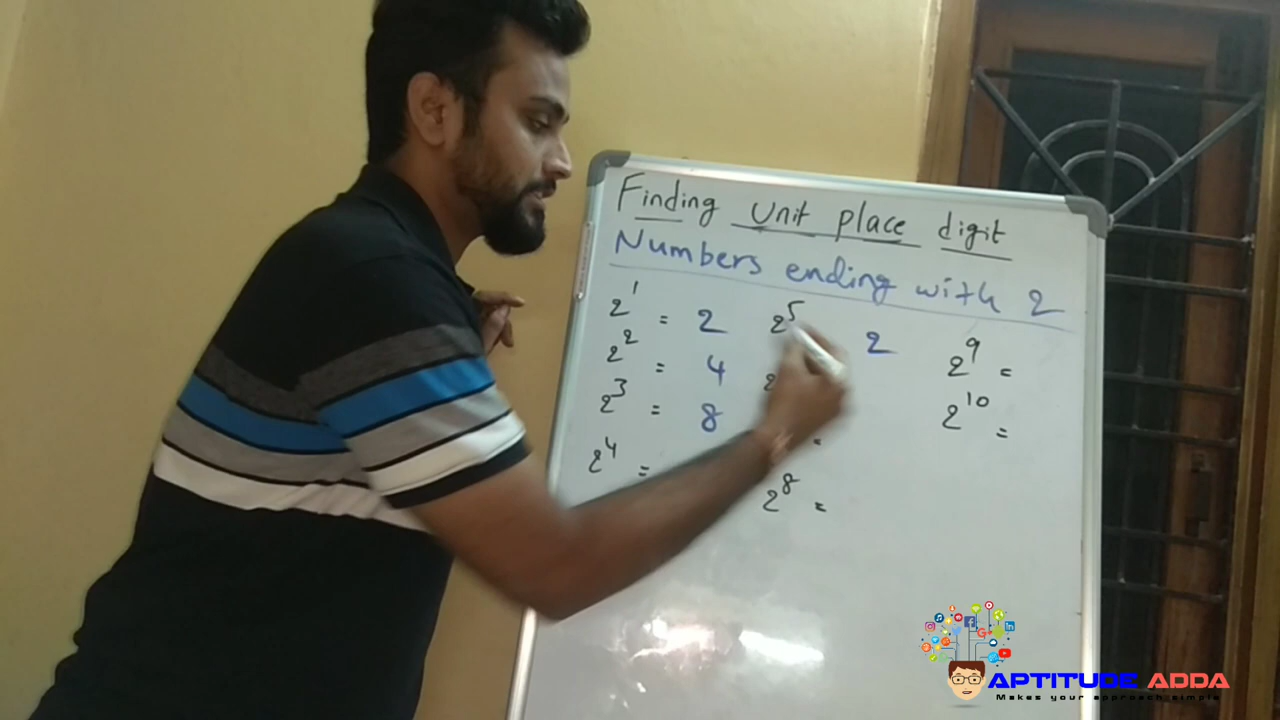 Finding Unit place digit
Numbers ending with 2
2¹ = 2
2² = 4
2³ = 8
2⁴ =
2⁵ 2
2
=
2⁸ =
2⁹ =
2¹⁰ =
APTITUDE ADDA
Makes your approach simple